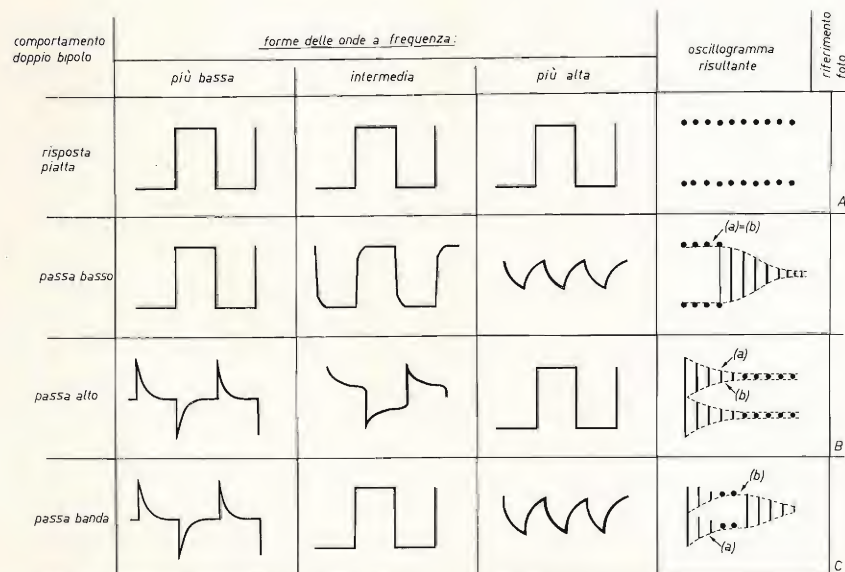 comportamento
doppio bipolo
forme delle onde a frequenza:
più bassa
intermedia
più alta
oscillogramma
risultante
riferimento
foto
risposta
piatta
A
passa basso
(a)=(b)
passa alto
(a)
(b)
B
passa banda
(b)
(a)
C